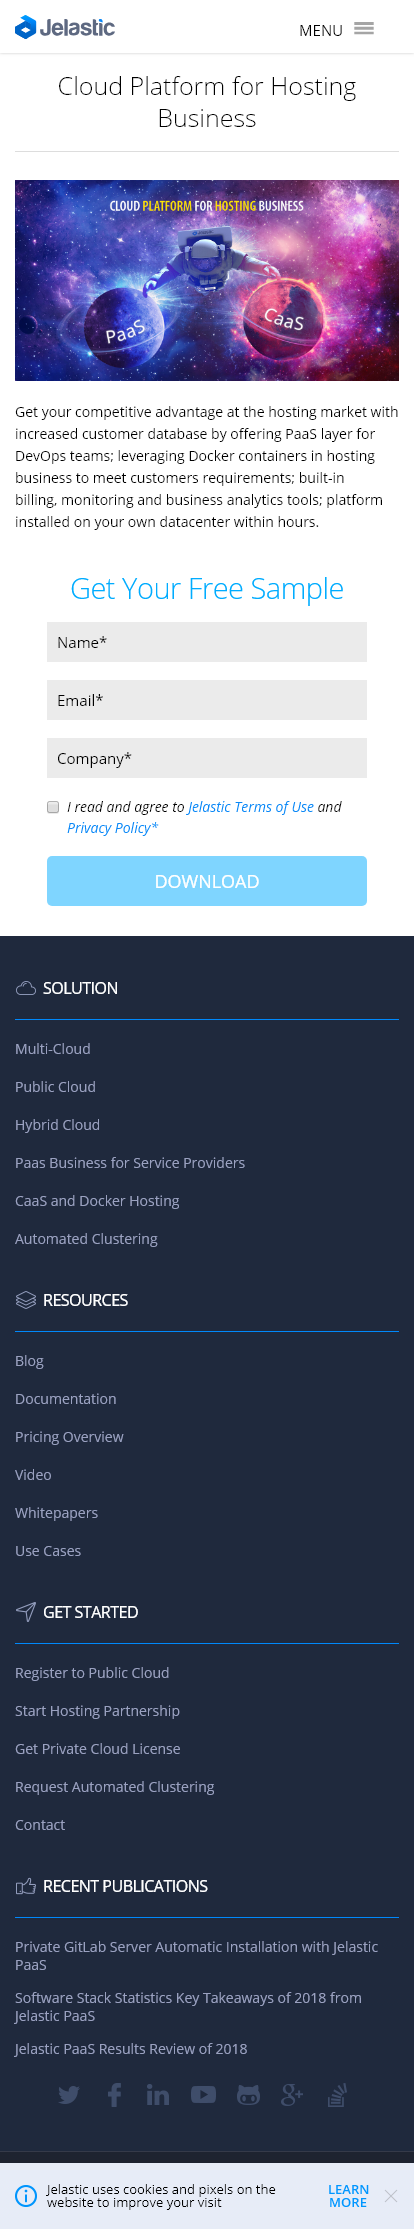 Jelastic
MENU
Cloud Platform for Hosting
Business
CLOUD PLATFORM FOR HOSTING BUSINESS
PaaS
CaaS
Get your competitive advantage at the hosting market with
increased customer database by offering PaaS layer for
DevOps teams; leveraging Docker containers in hosting
business to meet customers requirements; built-in
billing, monitoring and business analytics tools; platform
installed on your own datacenter within hours.
Get Your Free Sample
Name*
Email*
Company*
I read and agree to Jelastic Terms of Use and
Privacy Policy*
DOWNLOAD
SOLUTION
Multi-Cloud
Public Cloud
Hybrid Cloud
Paas Business for Service Providers
CaaS and Docker Hosting
Automated Clustering
RESOURCES
Blog
Documentation
Pricing Overview
Video
Whitepapers
Use Cases
GET STARTED
Register to Public Cloud
Start Hosting Partnership
Get Private Cloud License
Request Automated Clustering
Contact
RECENT PUBLICATIONS
Private GitLab Server Automatic Installation with Jelastic
PaaS
Software Stack Statistics Key Takeaways of 2018 from
Jelastic PaaS
Jelastic PaaS Results Review of 2018
Jelastic uses cookies and pixels on the
website to improve your visit
LEARN
MORE